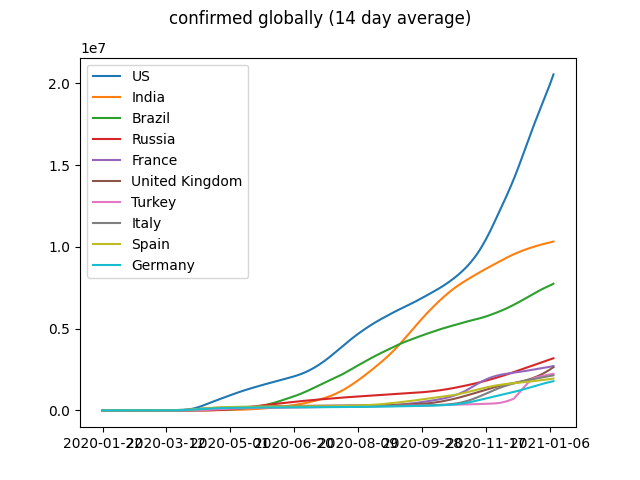 confirmed globally (14 day average)
1e7
2.0
1.5
1.0
0.5
0.0
US
India
Brazil
Russia
France
United Kingdom
Turkey
Italy
Spain
Germany
2020-01-22 2020-03-12 2020-05-01 2020-06-20 2020-08-09 2020-09-28 2020-11-17 2021-01-06